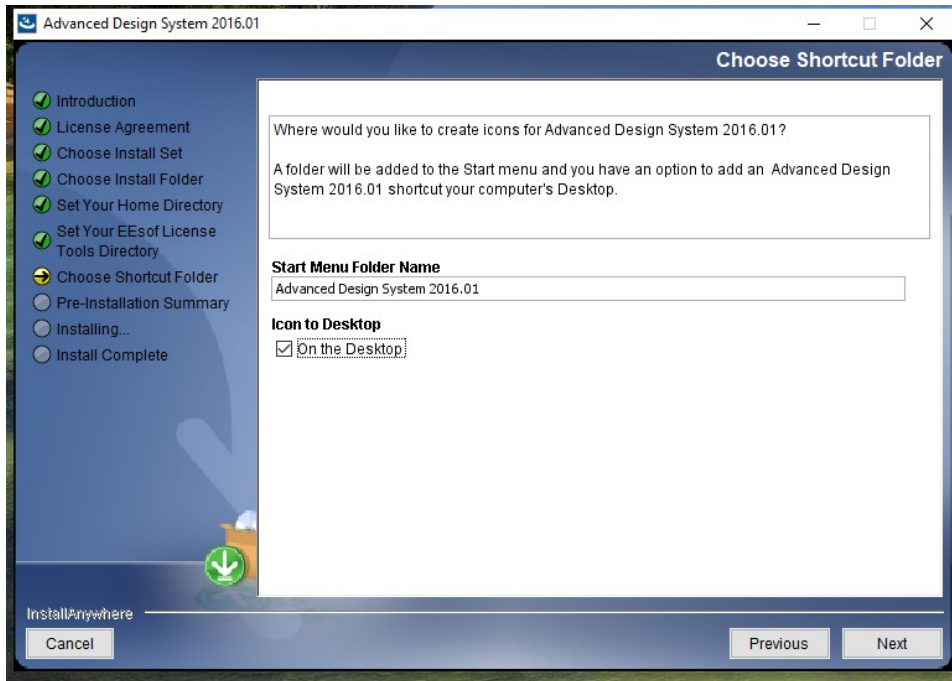 Advanced Design System 2016.01
Choose Shortcut Folder
Introduction
License Agreement
Choose Install Set
Choose Install Folder
Set Your Home Directory
Set Your EEsof License
Tools Directory
Choose Shortcut Folder
Pre-Installation Summary
Installing...
Install Complete
Where would you like to create icons for Advanced Design System 2016.01?
A folder will be added to the Start menu and you have an option to add an Advanced Design
System 2016.01 shortcut your computer's Desktop.
Start Menu Folder Name
Advanced Design System 2016.01
Icon to Desktop
On the Desktop
InstallAnywhere
Cancel
Previous
Next